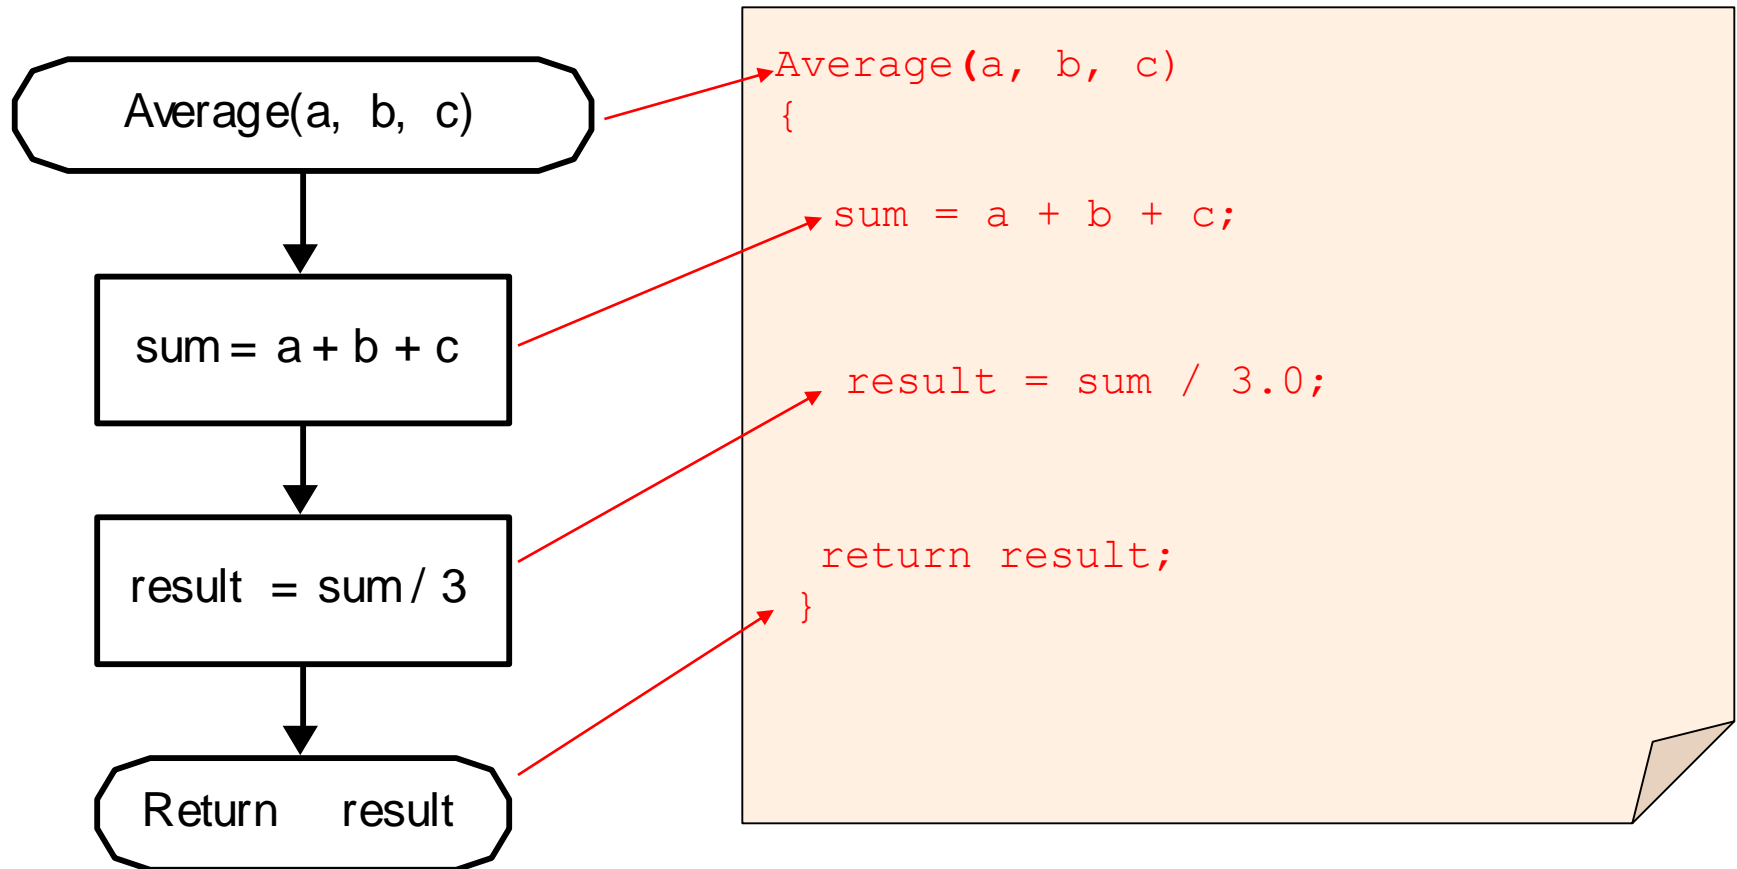 Average(a, b, c)
sum = a + b + c
result = sum / 3
Return result
Average(a, b, c)
{
sum = a + b + c;
result = sum / 3.0;
return result;
}